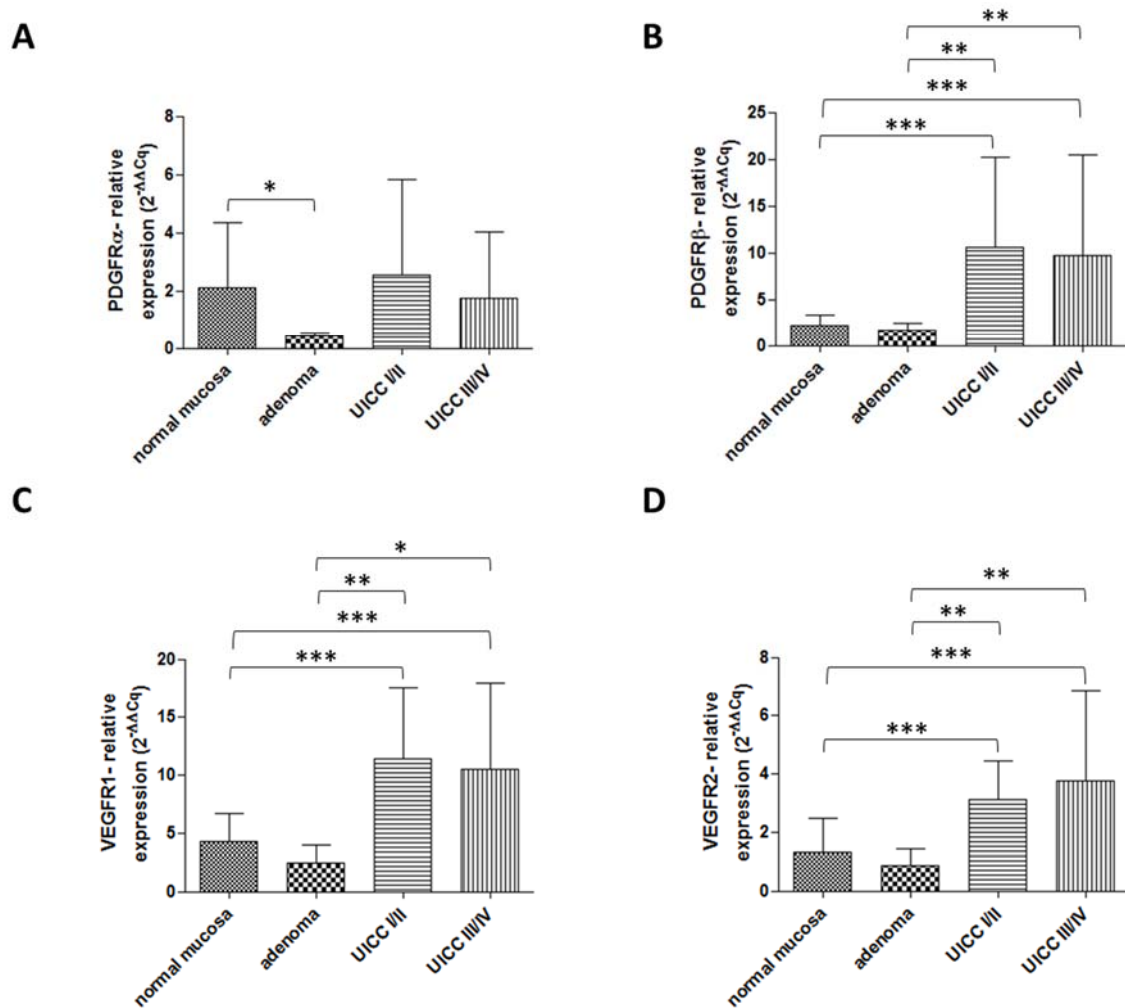 A
PDGFRα- relative
expression (2^-ΔΔCq)
8
6
4
2
0
*
normal mucosa
adenoma
UICC I/II
UICC III/IV
B
PDGFRβ- relative
expression (2^-ΔΔCq)
25
20
15
10
5
0
**
**
***
***
normal mucosa
adenoma
UICC I/II
UICC III/IV
C
VEGFR1- relative
expression (2^-ΔΔCq)
20
15
10
5
0
*
**
***
***
normal mucosa
adenoma
UICC I/II
UICC III/IV
D
VEGFR2- relative
expression (2^-ΔΔCq)
8
6
4
2
0
**
**
***
***
normal mucosa
adenoma
UICC I/II
UICC III/IV